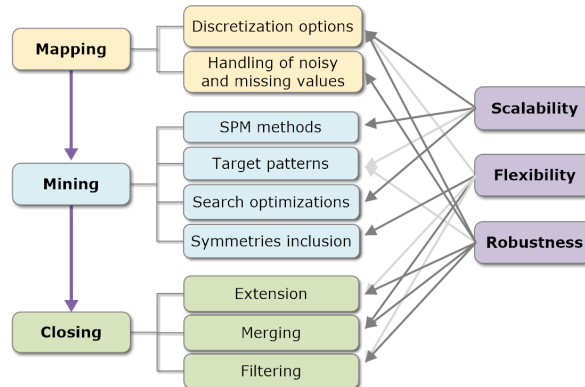 Mapping
Discretization options
Handling of noisy
and missing values
Mining
SPM methods
Target patterns
Search optimizations
Symmetries inclusion
Closing
Extension
Merging
Filtering
Scalability
Flexibility
Robustness